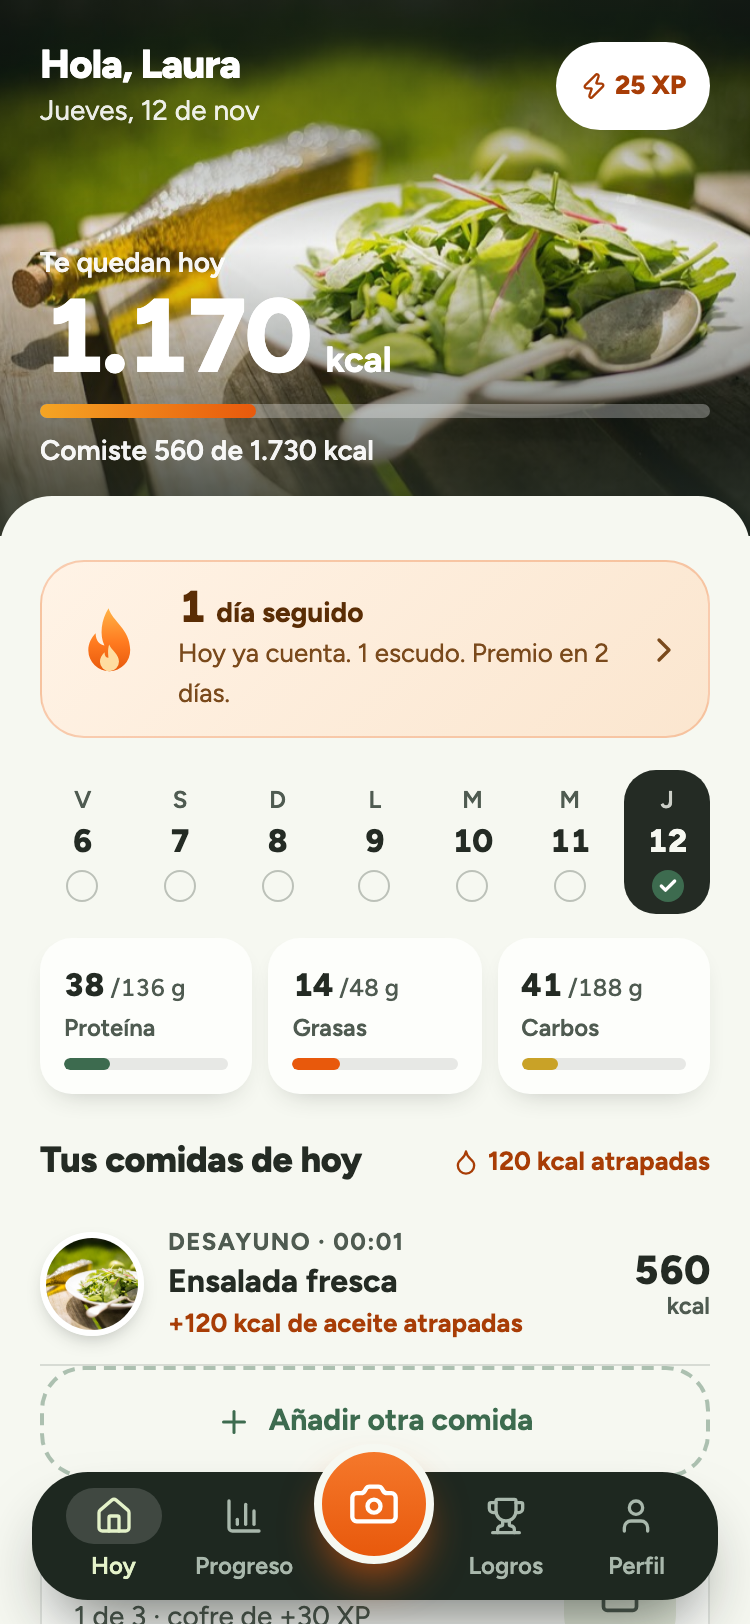 Hola, Laura
Jueves, 12 de nov
25 XP
Te quedan hoy
1.170 kcal
Comiste 560 de 1.730 kcal
1 día seguido
Hoy ya cuenta. 1 escudo. Premio en 2
días.
V S D L M M J
6 7 8 9 10 11 12
38 /136 g
Proteína
14 /48 g
Grasas
41 /188 g
Carbos
Tus comidas de hoy
120 kcal atrapadas
DESAYUNO · 00:01
Ensalada fresca
+120 kcal de aceite atrapadas
560
kcal
+ Añadir otra comida
Hoy
Progreso
Logros
Perfil
1 de 3 · cofre de +30 XP